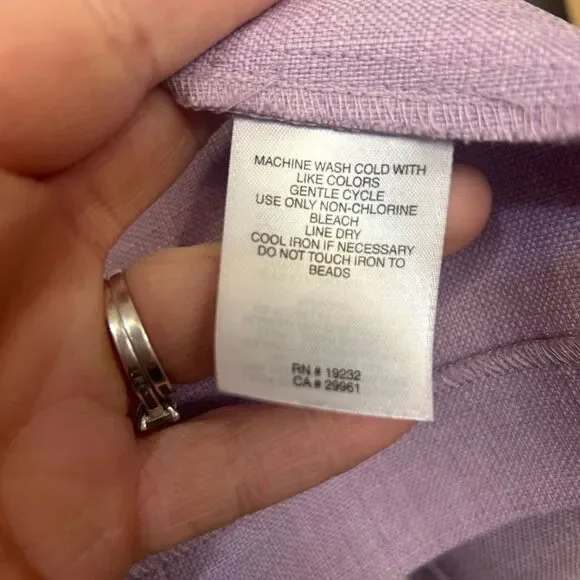 MACHINE WASH COLD WITH
LIKE COLORS
GENTLE CYCLE
USE ONLY NON-CHLORINE
BLEACH
LINE DRY
COOL IRON IF NECESSARY
DO NOT TOUCH IRON TO
BEADS
RN # 19232
CA # 29961